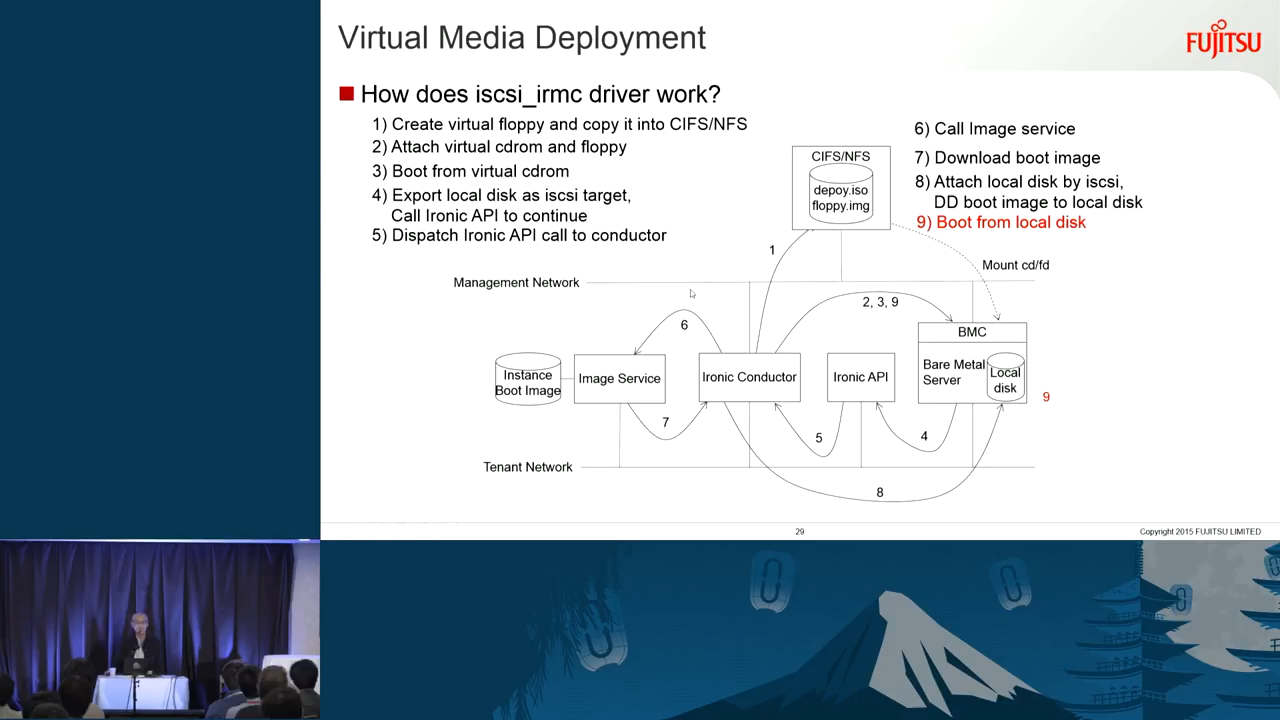 Virtual Media Deployment
FUJITSU
How does iscsi_irmc driver work?
1) Create virtual floppy and copy it into CIFS/NFS
2) Attach virtual cdrom and floppy
3) Boot from virtual cdrom
4) Export local disk as iscsi target,
Call Ironic API to continue
5) Dispatch Ironic API call to conductor
6) Call Image service
7) Download boot image
8) Attach local disk by iscsi,
DD boot image to local disk
9) Boot from local disk
CIFS/NFS
depoy.iso
floppy.img
1
Mount cd/fd
Management Network
2, 3, 9
6
BMC
Instance
Boot Image
Image Service
Ironic Conductor
Ironic API
Bare Metal
Server
Local
disk
9
7
5
4
Tenant Network
8
29
Copyright 2015 FUJITSU LIMITED